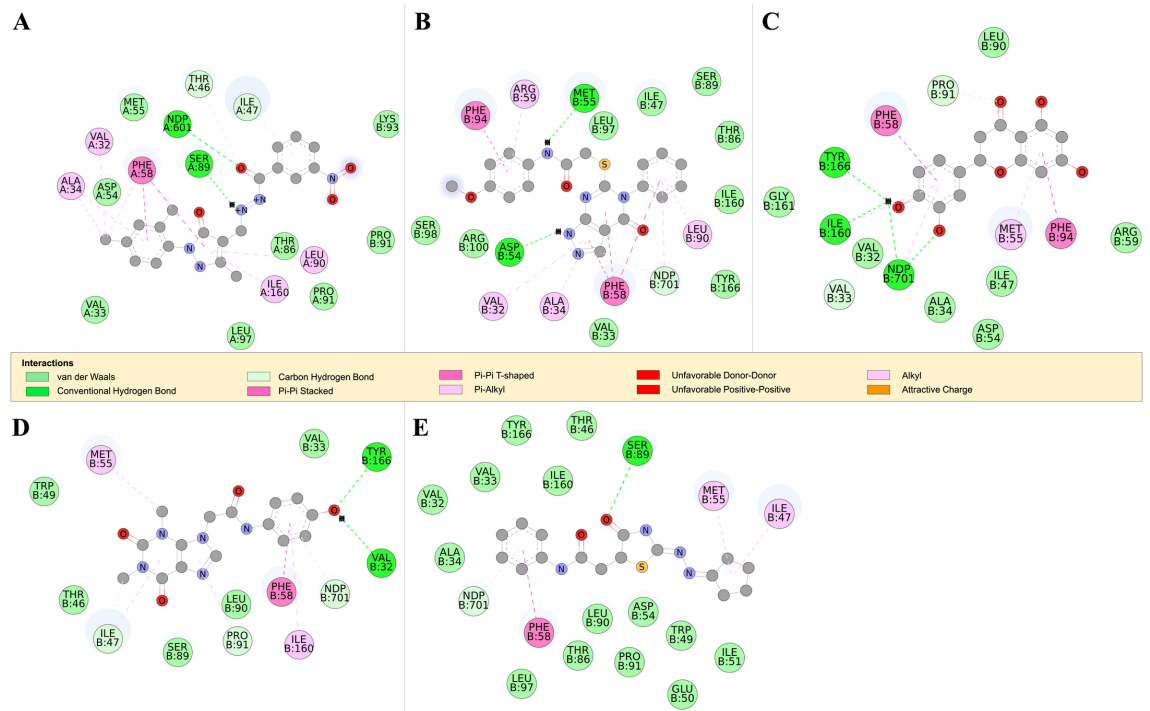 A
THR
A:46
MET
A:55
ILE
A:47
NDP
A:601
LYS
A:93
VAL
A:32
SER
A:89
PHE
A:58
O
O
N
O
O
N
+N
ALA
A:34
ASP
A:54
O
THR
A:86
PRO
B:91
N
N
LEU
A:90
ILE
A:160
PRO
A:91
VAL
A:33
LEU
A:97
B
SER
B:89
ARG
B:59
MET
B:55
ILE
B:47
PHE
B:94
LEU
B:97
THR
B:86
N
S
O
O
N
N
ILE
B:160
SER
B:98
ARG
B:100
ASP
B:54
N
N
O
LEU
B:90
NDP
B:701
TYR
B:166
PHE
B:58
VAL
B:32
ALA
B:34
VAL
B:33
C
LEU
B:90
PRO
B:91
O
O
PHE
B:58
TYR
B:166
O
O
GLY
B:161
O
O
ILE
B:160
MET
B:55
PHE
B:94
ARG
B:59
VAL
B:32
NDP
B:701
ILE
B:47
VAL
B:33
ALA
B:34
ASP
B:54
Interactions
van der Waals
Conventional Hydrogen Bond
Carbon Hydrogen Bond
Pi-Pi Stacked
Pi-Pi T-shaped
Pi-Alkyl
Unfavorable Donor-Donor
Unfavorable Positive-Positive
Alkyl
Attractive Charge
D
VAL
B:33
TYR
B:166
MET
B:55
TRP
B:49
O
O
N
N
N
O
N
O
VAL
B:32
PHE
B:58
NDP
B:701
THR
B:46
LEU
B:90
ILE
B:47
SER
B:89
PRO
B:91
ILE
B:160
E
TYR
B:166
THR
B:46
SER
B:89
VAL
B:33
ILE
B:160
MET
B:55
VAL
B:32
ILE
B:47
O
O
N
N
N
N
S
ALA
B:34
NDP
B:701
LEU
B:90
ASP
B:54
PHE
B:58
TRP
B:49
THR
B:86
PRO
B:91
ILE
B:51
LEU
B:97
GLU
B:50